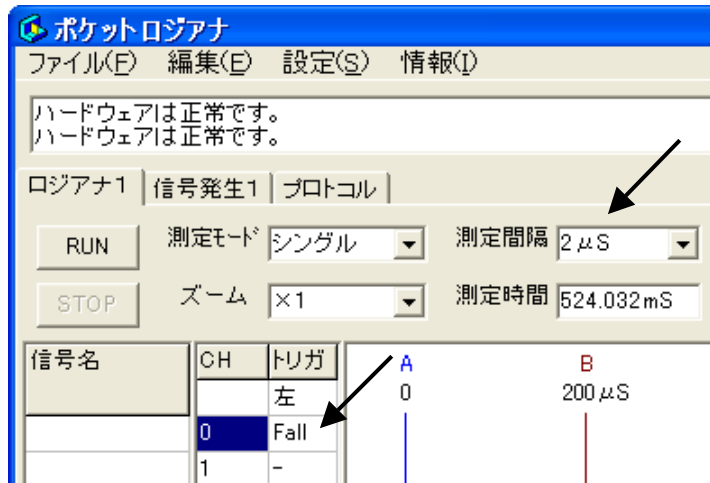 ポケットロジアナ
ファイル(F) 編集(E) 設定(S) 情報(I)
ハードウェアは正常です。
ハードウェアは正常です。
ロジアナ1 信号発生1 プロトコル
RUN 測定モード シングル 測定間隔 2μS
STOP ズーム ×1 測定時間 524.032mS
信号名 CH トリガ A B
左 0 200μS
0 Fall
1 -